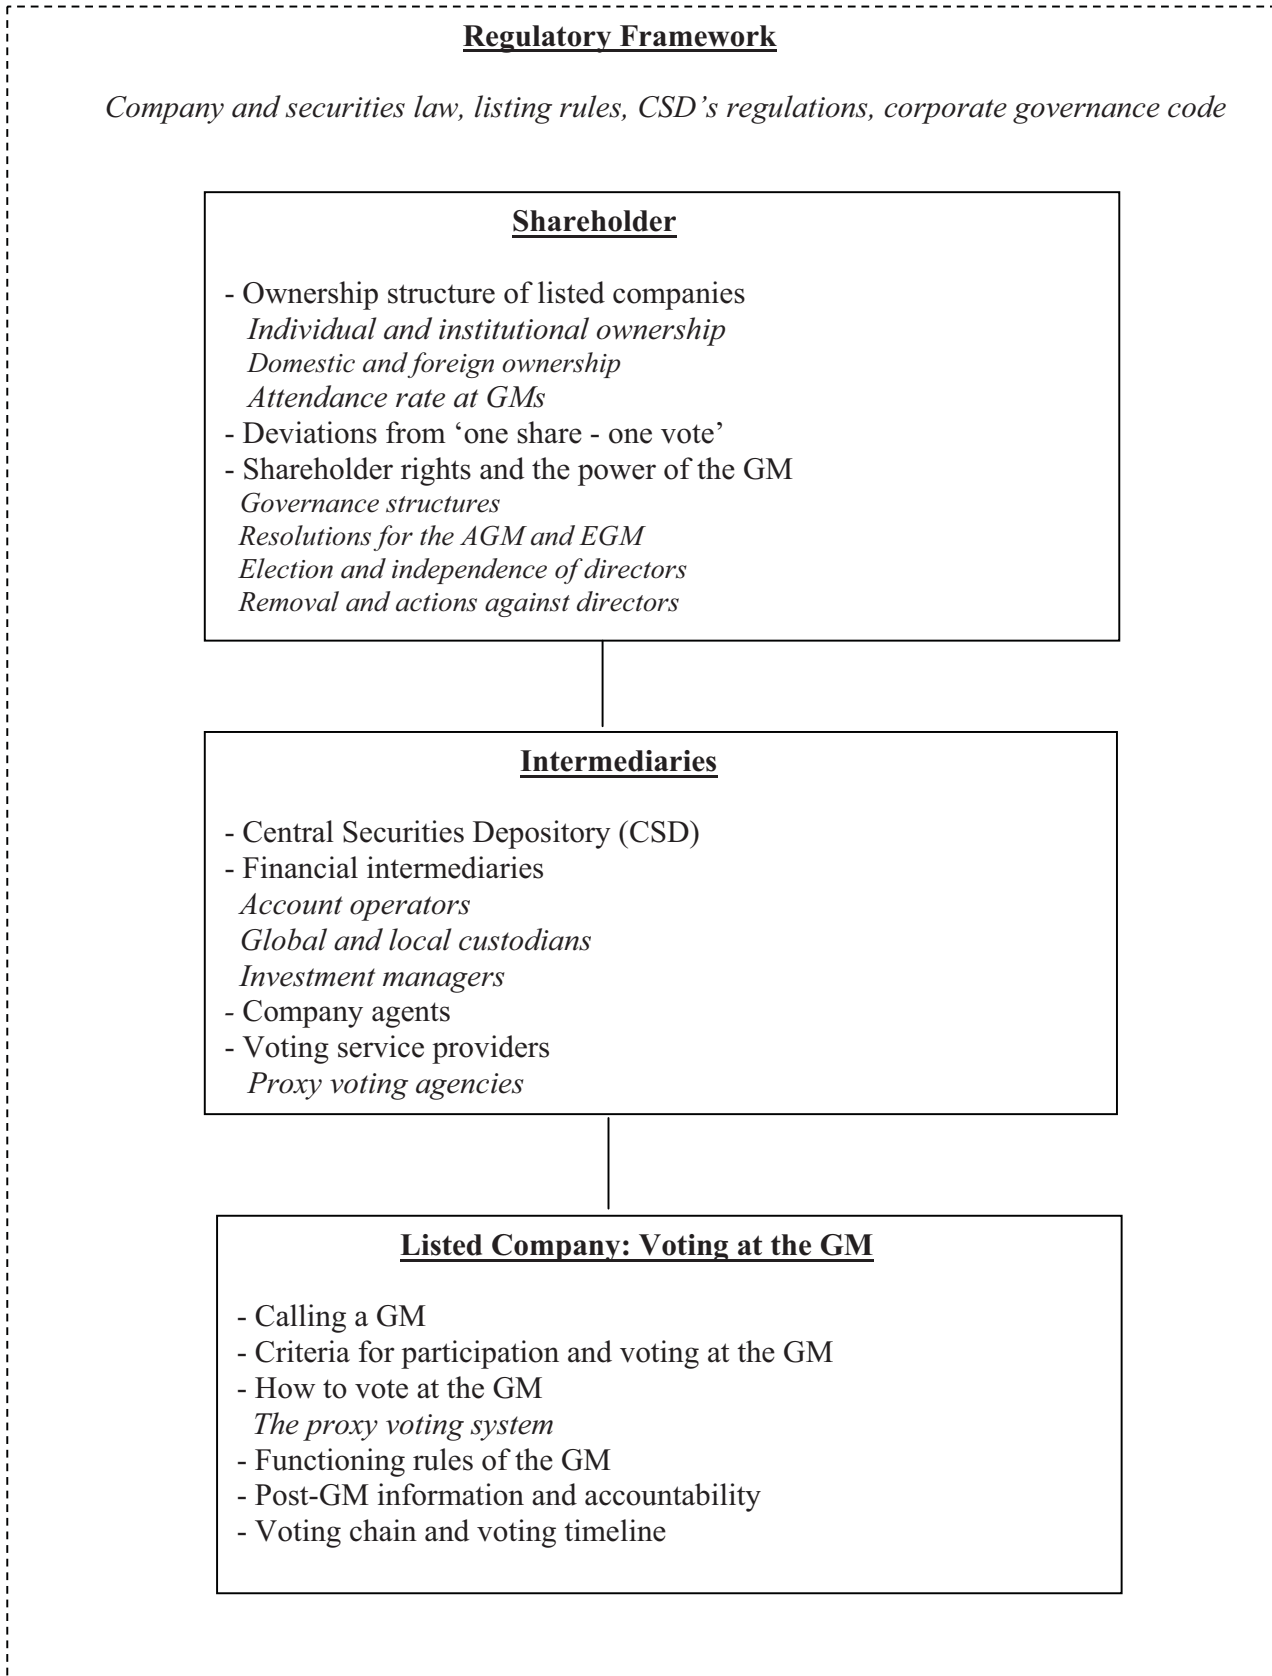 Regulatory Framework
Company and securities law, listing rules, CSD’s regulations, corporate governance code
Shareholder
- Ownership structure of listed companies
Individual and institutional ownership
Domestic and foreign ownership
Attendance rate at GMs
- Deviations from ‘one share - one vote’
- Shareholder rights and the power of the GM
Governance structures
Resolutions for the AGM and EGM
Election and independence of directors
Removal and actions against directors
Intermediaries
- Central Securities Depository (CSD)
- Financial intermediaries
Account operators
Global and local custodians
Investment managers
- Company agents
- Voting service providers
Proxy voting agencies
Listed Company: Voting at the GM
- Calling a GM
- Criteria for participation and voting at the GM
- How to vote at the GM
The proxy voting system
- Functioning rules of the GM
- Post-GM information and accountability
- Voting chain and voting timeline